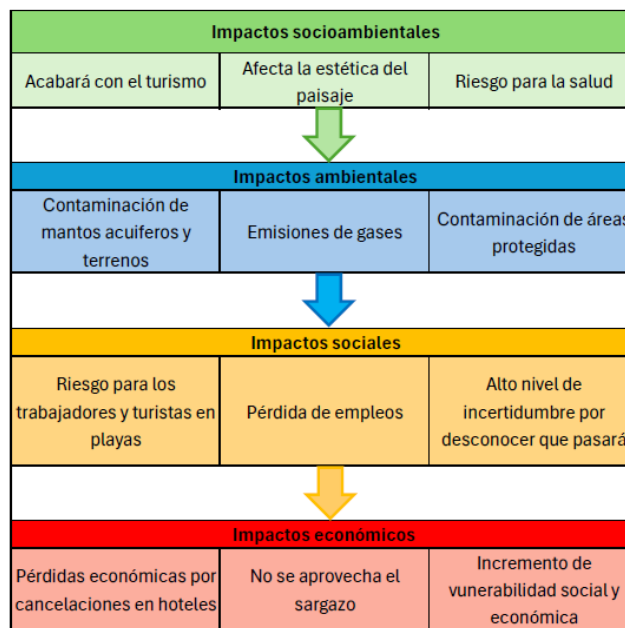 Impactos socioambientales
Acabará con el turismo
Afecta la estética del
paisaje
Riesgo para la salud
Impactos ambientales
Contaminación de
mantos acuiferos y
terrenos
Emisiones de gases
Contaminación de áreas
protegidas
Impactos sociales
Riesgo para los
trabajadores y turistas en
playas
Pérdida de empleos
Alto nivel de
incertidumbre por
desconocer que pasará
Impactos económicos
Pérdidas económicas por
cancelaciones en hoteles
No se aprovecha el
sargazo
Incremento de
vunerabilidad social y
económica